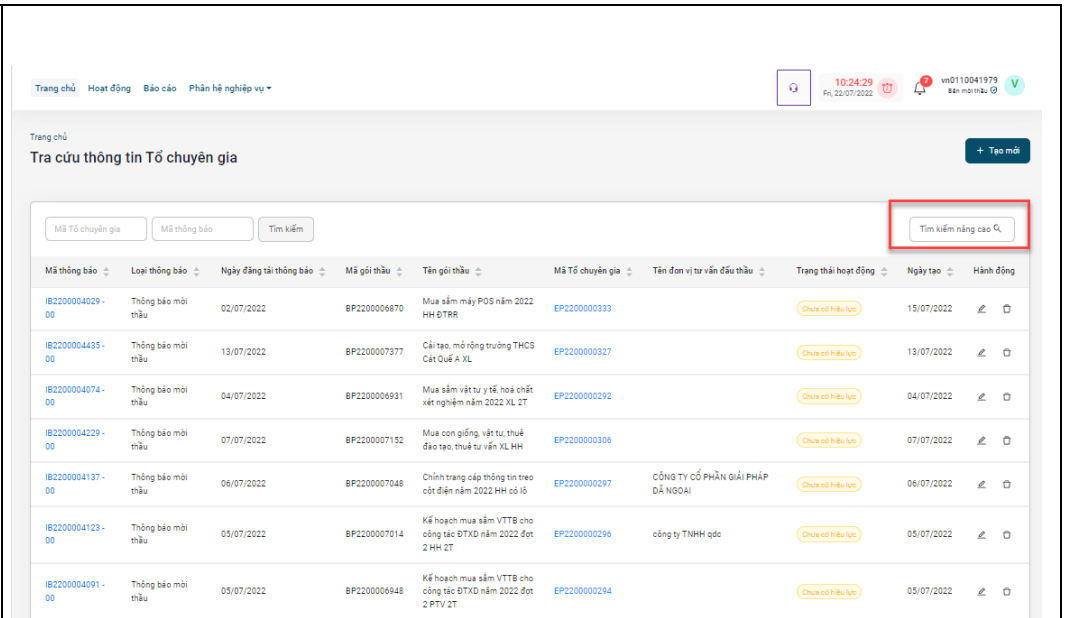 Trang chủ Hoạt động Báo cáo Phân hệ nghiệp vụ
10:24:29
Fri, 22/07/2022
7
vn0110041979
Bên mời thầu
V
Trang chủ
Tra cứu thông tin Tổ chuyên gia
+ Tạo mới
Mã Tổ chuyên gia Mã thông báo Tìm kiếm Tìm kiếm nâng cao
Mã thông báo Loại thông báo Ngày đăng tải thông báo Mã gói thầu Tên gói thầu Mã Tổ chuyên gia Tên đơn vị tư vấn đấu thầu Trạng thái hoạt động Ngày tạo Hành động
IB2200004029 - Thông báo mời Mua sắm máy POS năm 2022
00 thầu 02/07/2022 BP2200006870 HH ĐTRR EP2200000333 Chưa có hiệu lực 15/07/2022
IB2200004435 - Thông báo mời Cải tạo, mở rộng trường THCS
00 thầu 13/07/2022 BP2200007377 Cát Quế A XL EP2200000327 Chưa có hiệu lực 13/07/2022
IB2200004074 - Thông báo mời Mua sắm vật tư y tế, hoá chất
00 thầu 04/07/2022 BP2200006931 xét nghiệm năm 2022 XL 2T EP2200000292 Chưa có hiệu lực 04/07/2022
IB2200004229 - Thông báo mời Mua con giống, vật tư, thuê
00 thầu 07/07/2022 BP2200007152 đào tạo, thuê tư vấn XL HH EP2200000306 Chưa có hiệu lực 07/07/2022
IB2200004137 - Thông báo mời Chỉnh trang cáp thông tin treo CÔNG TY CỔ PHẦN GIẢI PHÁP
00 thầu 06/07/2022 BP2200007048 cột điện năm 2022 HH có lô EP2200000297 DÃ NGOẠI Chưa có hiệu lực 06/07/2022
Kế hoạch mua sắm VTTB cho
IB2200004123 - Thông báo mời công tác ĐTXD năm 2022 đợt
00 thầu 05/07/2022 BP2200007014 2 HH 2T EP2200000296 công ty TNHH qdc Chưa có hiệu lực 05/07/2022
Kế hoạch mua sắm VTTB cho
IB2200004091 - Thông báo mời công tác ĐTXD năm 2022 đợt
00 thầu 05/07/2022 BP2200006948 2 PTV 2T EP2200000294 Chưa có hiệu lực 05/07/2022